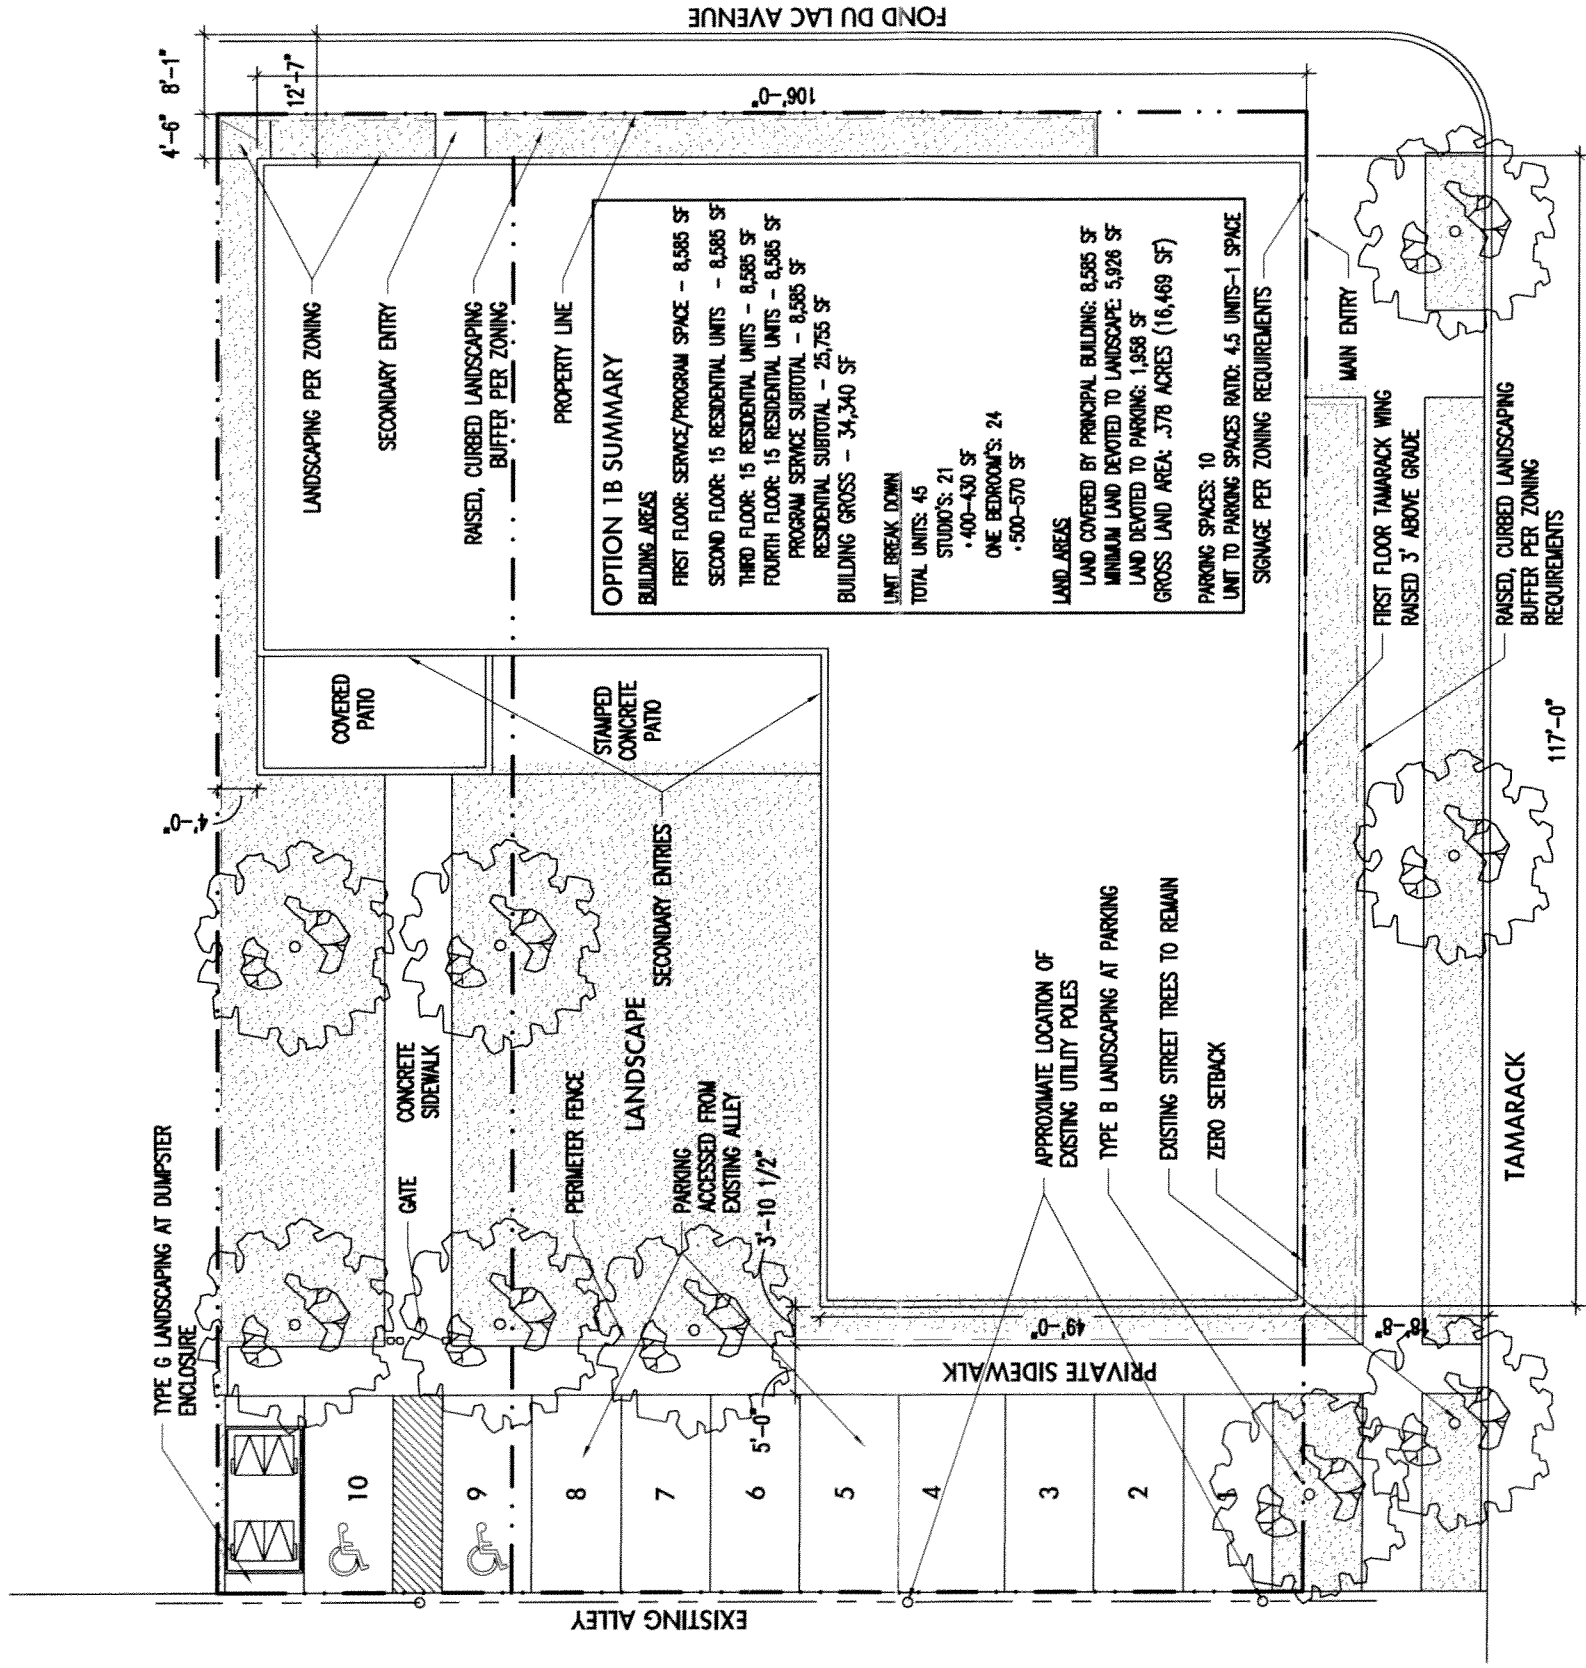 FOND DU LAC AVENUE
8'-1"
4'-6"
12'-7"
106'-0"
LANDSCAPING PER ZONING
SECONDARY ENTRY
RAISED, CURBED LANDSCAPING
BUFFER PER ZONING
PROPERTY LINE
OPTION 1B SUMMARY
BUILDING AREAS
FIRST FLOOR: SERVICE/PROGRAM SPACE - 8,585 SF
SECOND FLOOR: 15 RESIDENTIAL UNITS - 8,585 SF
THIRD FLOOR: 15 RESIDENTIAL UNITS - 8,585 SF
FOURTH FLOOR: 15 RESIDENTIAL UNITS - 8,585 SF
PROGRAM SERVICE SUBTOTAL - 8,585 SF
RESIDENTIAL SUBTOTAL - 25,755 SF
BUILDING GROSS - 34,340 SF
UNIT BREAK DOWN
TOTAL UNITS: 45
STUDIO'S: 21
•400-430 SF
ONE BEDROOM'S: 24
•500-570 SF
LAND AREAS
LAND COVERED BY PRINCIPAL BUILDING: 8,585 SF
MINIMUM LAND DEVOTED TO LANDSCAPE: 5,926 SF
LAND DEVOTED TO PARKING: 1,958 SF
GROSS LAND AREA: .378 ACRES (16,469 SF)
PARKING SPACES: 10
UNIT TO PARKING SPACES RATIO: 4.5 UNITS-1 SPACE
SIGNAGE PER ZONING REQUIREMENTS
MAIN ENTRY
FIRST FLOOR TAMARACK WING
RAISED 3' ABOVE GRADE
RAISED, CURBED LANDSCAPING
BUFFER PER ZONING
REQUIREMENTS
117'-0"
COVERED
PATIO
STAMPED
CONCRETE
PATIO
4'-0"
SECONDARY ENTRIES
LANDSCAPE
CONCRETE
SIDEWALK
GATE
PERIMETER FENCE
PARKING
ACCESSED FROM
EXISTING ALLEY
3'-10 1/2"
5'-0"
APPROXIMATE LOCATION OF
EXISTING UTILITY POLES
TYPE B LANDSCAPING AT PARKING
EXISTING STREET TREES TO REMAIN
ZERO SETBACK
TAMARACK
TYPE G LANDSCAPING AT DUMPSTER
ENCLOSURE
49'-0"
18'-8"
PRIVATE SIDEWALK
10
9
8
7
6
5
4
3
2
1
EXISTING ALLEY